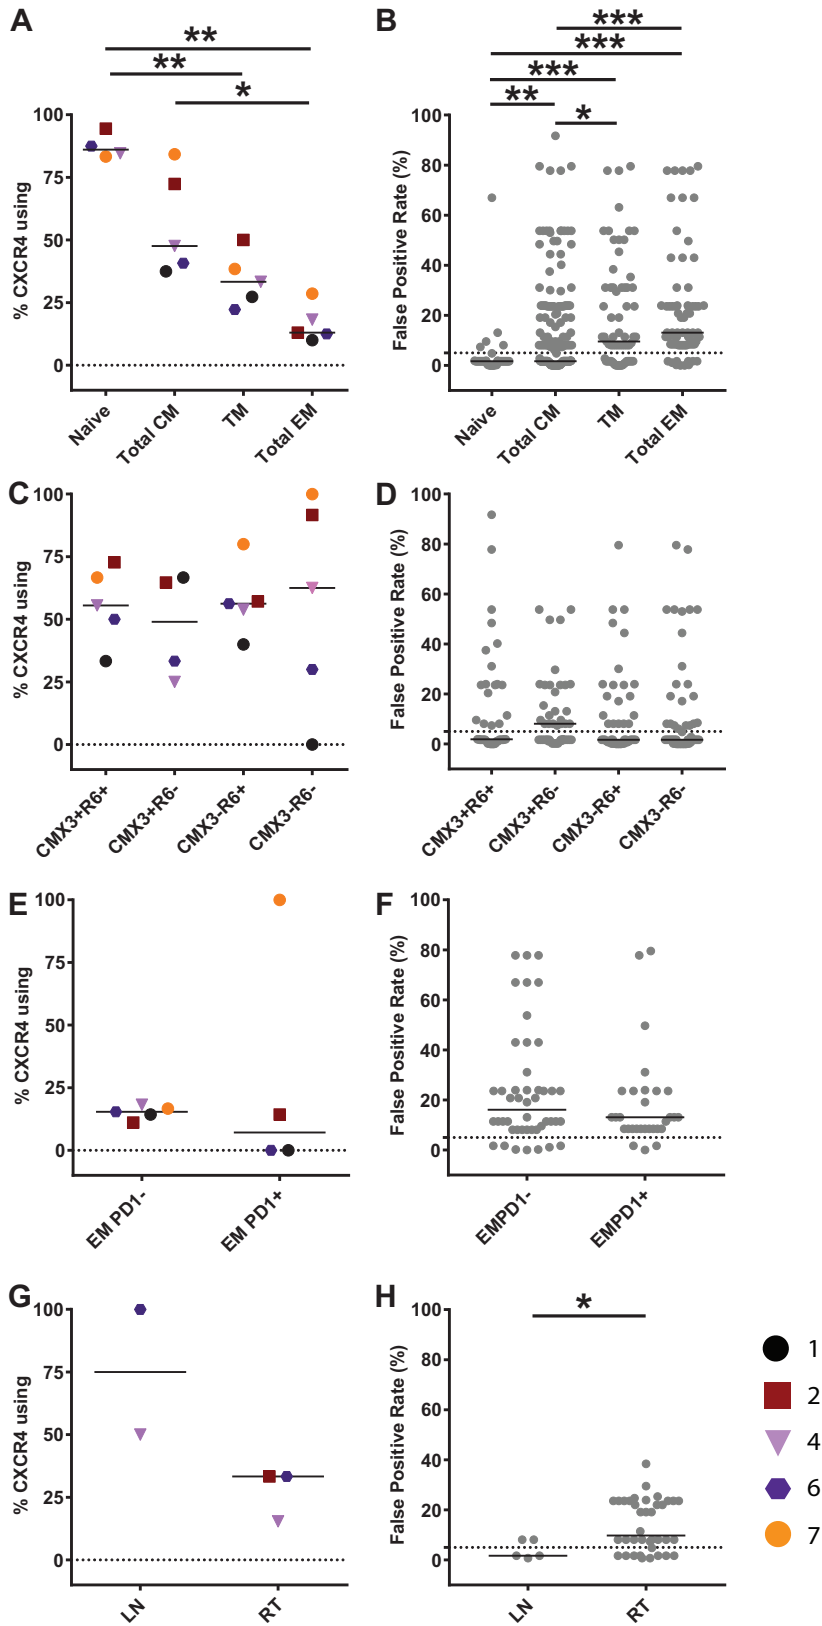 A
**
**
*
% CXCR4 using
100
75
50
25
0
Naive
Total CM
TM
Total EM
B
***
***
***
**
*
False Positive Rate (%)
100
80
60
40
20
0
Naive
Total CM
TM
Total EM
C
% CXCR4 using
100
75
50
25
0
CMX3+R6+
CMX3+R6-
CMX3-R6+
CMX3-R6-
D
False Positive Rate (%)
100
80
60
40
20
0
CMX3+R6+
CMX3+R6-
CMX3-R6+
CMX3-R6-
E
% CXCR4 using
100
75
50
25
0
EM PD1-
EM PD1+
F
False Positive Rate (%)
100
80
60
40
20
0
EMPD1-
EMPD1+
G
% CXCR4 using
100
75
50
25
0
LN
RT
H
*
False Positive Rate (%)
100
80
60
40
20
0
LN
RT
1
2
4
6
7